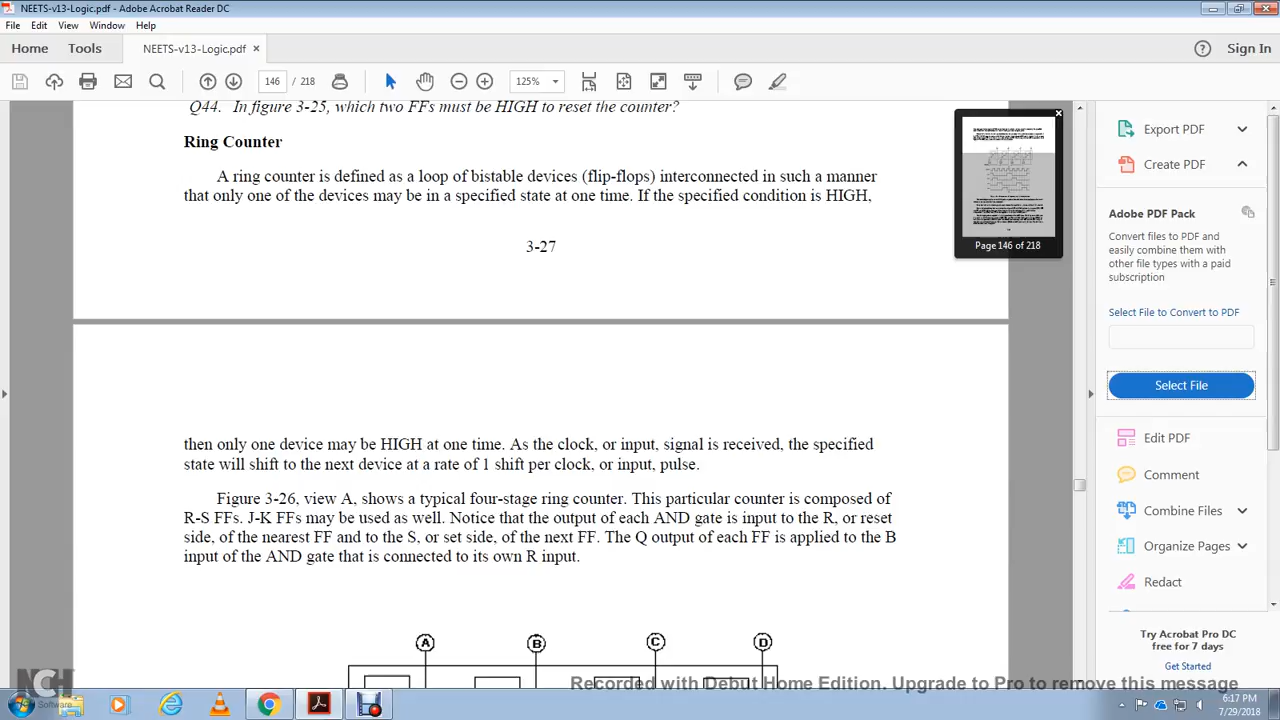 NEETS-v13-Logic.pdf - Adobe Acrobat Reader DC
File Edit View Window Help
Home Tools NEETS-v13-Logic.pdf × Sign In
146 / 218 125%
Q44. In figure 3-25, which two FFs must be HIGH to reset the counter?
Ring Counter
A ring counter is defined as a loop of bistable devices (flip-flops) interconnected in such a manner
that only one of the devices may be in a specified state at one time. If the specified condition is HIGH,
3-27
then only one device may be HIGH at one time. As the clock, or input, signal is received, the specified
state will shift to the next device at a rate of 1 shift per clock, or input, pulse.
Figure 3-26, view A, shows a typical four-stage ring counter. This particular counter is composed of
R-S FFs. J-K FFs may be used as well. Notice that the output of each AND gate is input to the R, or reset
side, of the nearest FF and to the S, or set side, of the next FF. The Q output of each FF is applied to the B
input of the AND gate that is connected to its own R input.
A B C D
Page 146 of 218
Export PDF
Create PDF
Adobe PDF Pack
Convert files to PDF and
easily combine them with
other file types with a paid
subscription
Select File to Convert to PDF
Select File
Edit PDF
Comment
Combine Files
Organize Pages
Redact
Try Acrobat Pro DC
free for 7 days
Get Started
Recorded with Debut Home Edition. Upgrade to Pro to remove this message
NCH
Software
6:17 PM
7/29/2018